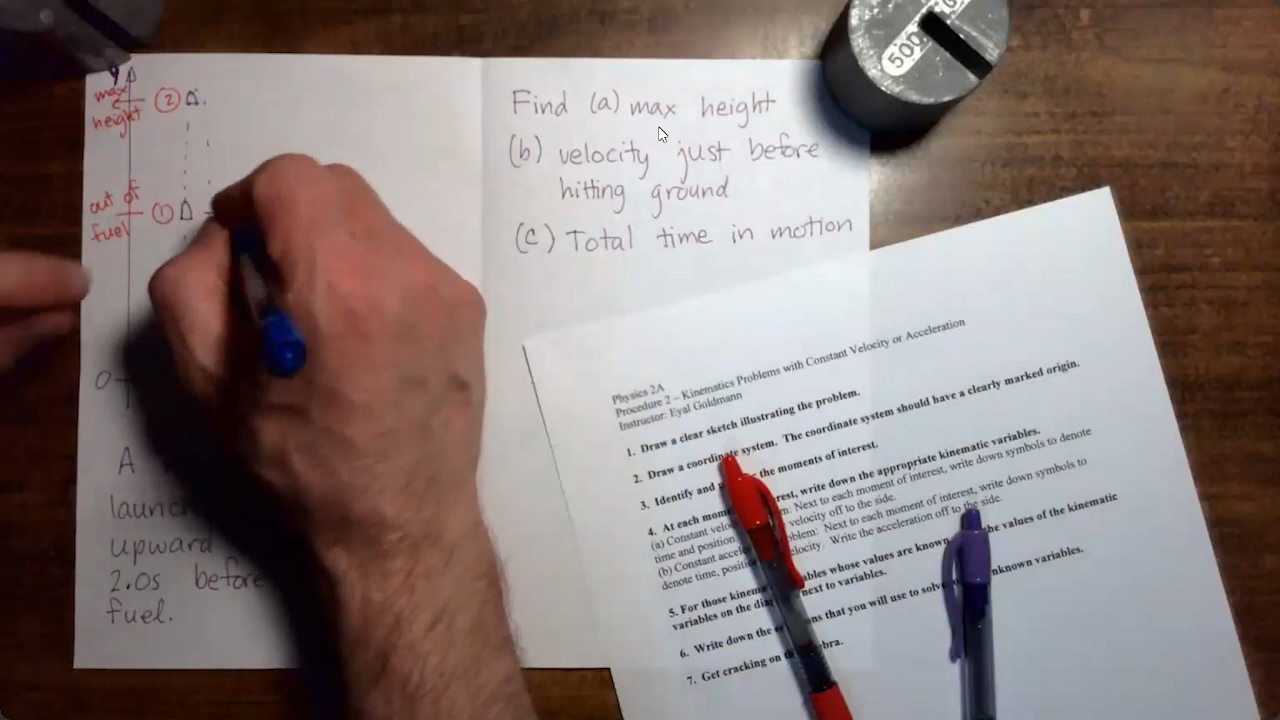 y
max
height
②
out of
fuel
①
0
A
launch
upward
2.0s before
fuel.
Find (a) max height
(b) velocity just before
hitting ground
(c) Total time in motion
500
10
Physics 2A
Procedure 2 – Kinematics Problems with Constant Velocity or Acceleration
Instructor: Eyal Goldmann
1. Draw a clear sketch illustrating the problem.
2. Draw a coordinate system. The coordinate system should have a clearly marked origin.
3. Identify and the moments of interest.
4. At each mom rest, write down the appropriate kinematic variables.
(a) Constant velo m: Next to each moment of interest, write down symbols to denote
time and position. velocity off to the side.
(b) Constant accele oblem: Next to each moment of interest, write down symbols to
denote time, positio elocity. Write the acceleration off to the side.
5. For those kinema bles whose values are known the values of the kinematic
variables on the dia next to variables.
6. Write down the ons that you will use to solve unknown variables.
7. Get cracking on bra.